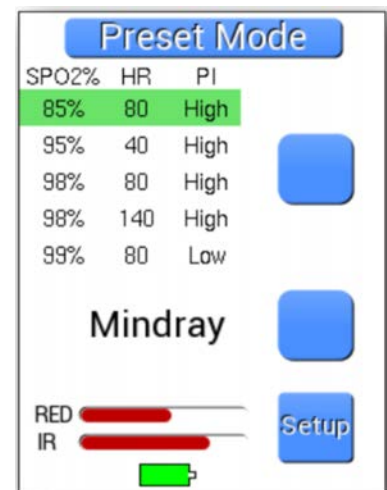 Preset Mode
SPO2% HR PI
85% 80 High
95% 40 High
98% 80 High
98% 140 High
99% 80 Low
Mindray
RED
IR
Setup